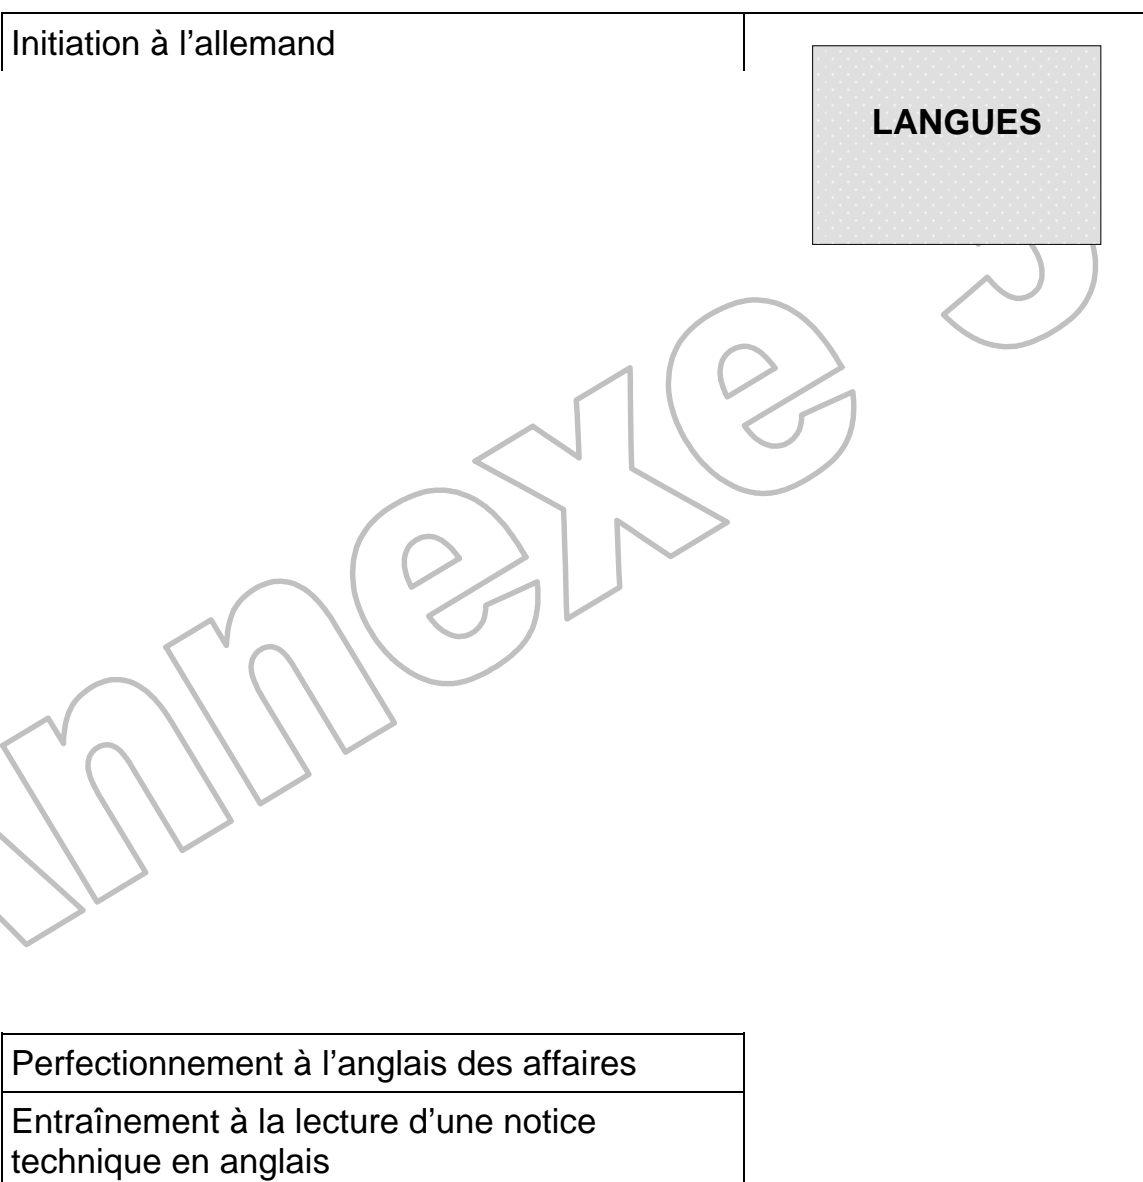 Initiation à l’allemand
LANGUES
Annexe
Perfectionnement à l’anglais des affaires
Entraînement à la lecture d’une notice
technique en anglais